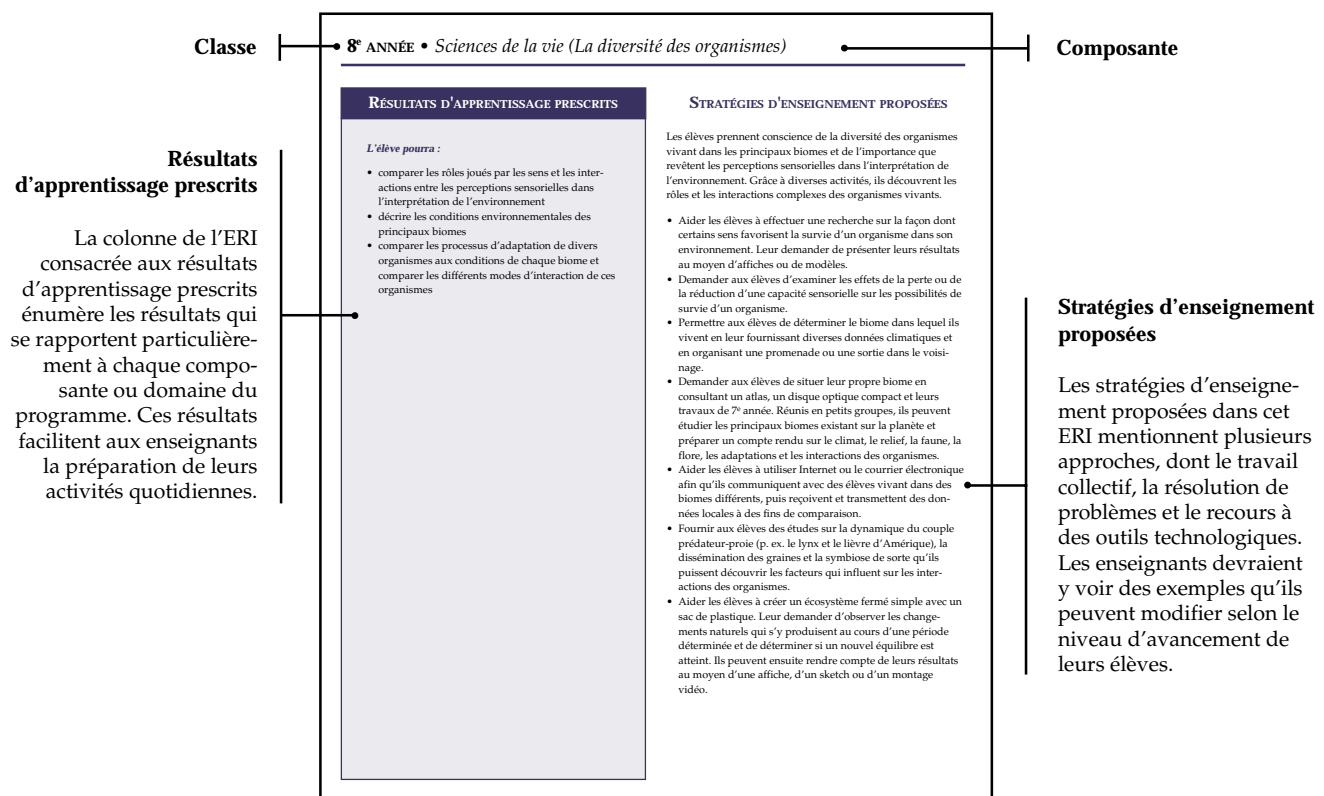 Classe
8e ANNÉE • Sciences de la vie (La diversité des organismes)
Composante
Résultats
d'apprentissage prescrits
La colonne de l'ERI
consacrée aux résultats
d'apprentissage prescrits
énumère les résultats qui
se rapportent particulière-
ment à chaque compo-
sante ou domaine du
programme. Ces résultats
facilitent aux enseignants
la préparation de leurs
activités quotidiennes.
RÉSULTATS D'APPRENTISSAGE PRESCRITS
L'élève pourra :
• comparer les rôles joués par les sens et les inter-
actions entre les perceptions sensorielles dans
l'interprétation de l'environnement
• décrire les conditions environnementales des
principaux biomes
• comparer les processus d'adaptation de divers
organismes aux conditions de chaque biome et
comparer les différents modes d'interaction de ces
organismes
STRATÉGIES D'ENSEIGNEMENT PROPOSÉES
Les élèves prennent conscience de la diversité des organismes
vivant dans les principaux biomes et de l'importance que
revêtent les perceptions sensorielles dans l'interprétation de
l'environnement. Grâce à diverses activités, ils découvrent les
rôles et les interactions complexes des organismes vivants.
• Aider les élèves à effectuer une recherche sur la façon dont
certains sens favorisent la survie d'un organisme dans son
environnement. Leur demander de présenter leurs résultats
au moyen d'affiches ou de modèles.
• Demander aux élèves d'examiner les effets de la perte ou de
la réduction d'une capacité sensorielle sur les possibilités de
survie d'un organisme.
• Permettre aux élèves de déterminer le biome dans lequel ils
vivent en leur fournissant diverses données climatiques et
en organisant une promenade ou une sortie dans le voisi-
nage.
• Demander aux élèves de situer leur propre biome en
consultant un atlas, un disque optique compact et leurs
travaux de 7e année. Réunis en petits groupes, ils peuvent
étudier les principaux biomes existant sur la planète et
préparer un compte rendu sur le climat, le relief, la faune, la
flore, les adaptations et les interactions des organismes.
• Aider les élèves à utiliser Internet ou le courrier électronique
afin qu'ils communiquent avec des élèves vivant dans des
biomes différents, puis reçoivent et transmettent des don-
nées locales à des fins de comparaison.
• Fournir aux élèves des études sur la dynamique du couple
prédateur-proie (p. ex. le lynx et le lièvre d'Amérique), la
dissémination des graines et la symbiose de sorte qu'ils
puissent découvrir les facteurs qui influent sur les inter-
actions des organismes.
• Aider les élèves à créer un écosystème fermé simple avec un
sac de plastique. Leur demander d'observer les change-
ments naturels qui s'y produisent au cours d'une période
déterminée et de déterminer si un nouvel équilibre est
atteint. Ils peuvent ensuite rendre compte de leurs résultats
au moyen d'une affiche, d'un sketch ou d'un montage
vidéo.
Stratégies d'enseignement
proposées
Les stratégies d'enseigne-
ment proposées dans cet
ERI mentionnent plusieurs
approches, dont le travail
collectif, la résolution de
problèmes et le recours à
des outils technologiques.
Les enseignants devraient
y voir des exemples qu'ils
peuvent modifier selon le
niveau d'avancement de
leurs élèves.